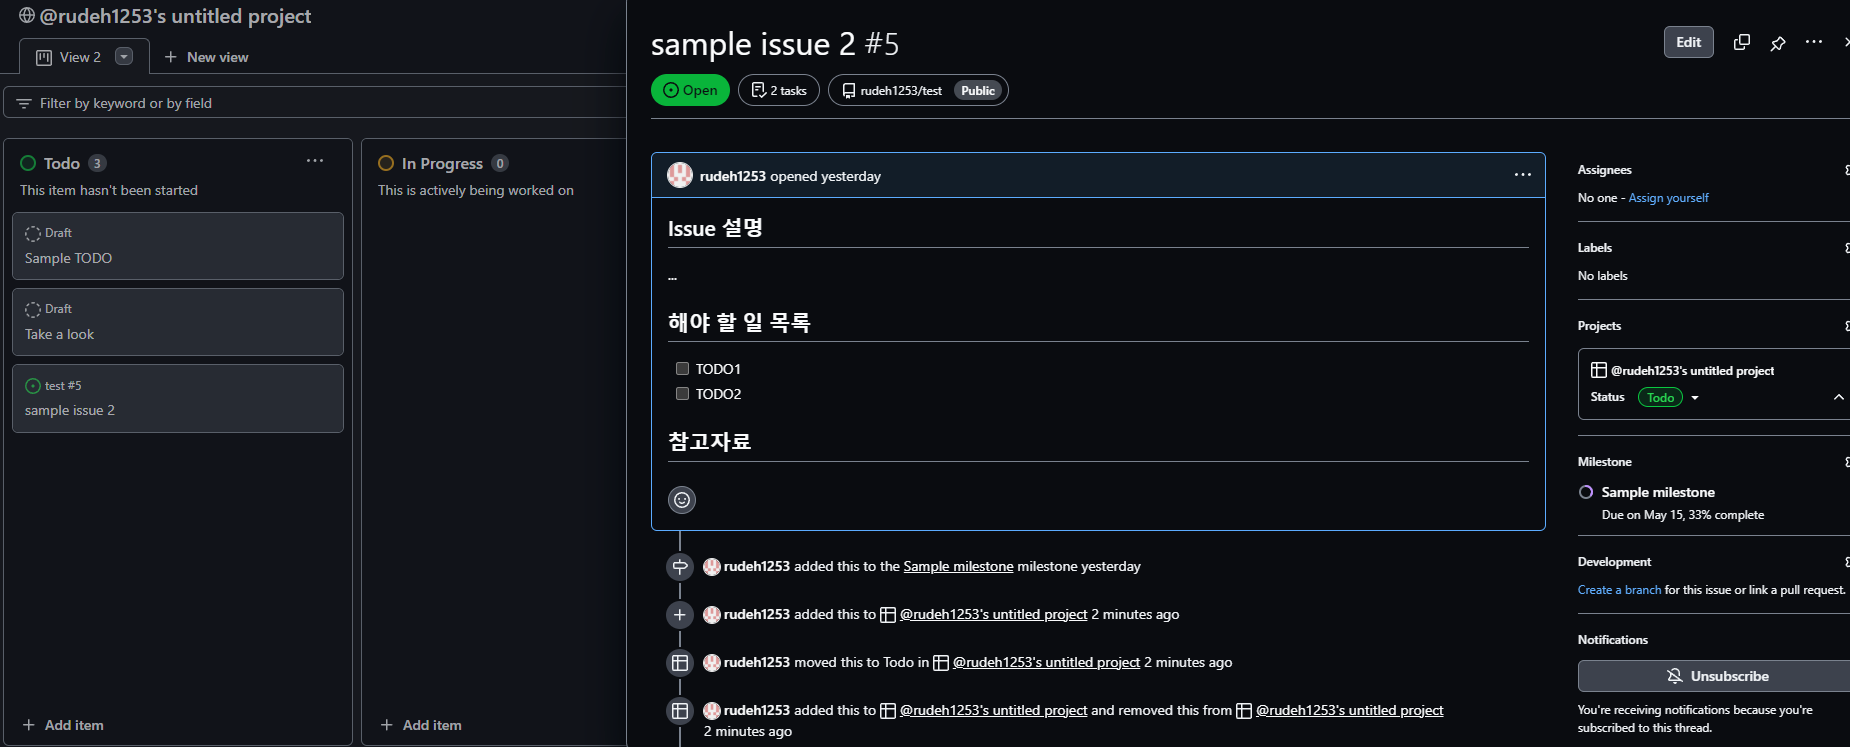 @rudeh1253's untitled project
View 2
New view
Filter by keyword or by field
Todo 3
This item hasn't been started
Draft
Sample TODO
Draft
Take a look
test #5
sample issue 2
Add item
In Progress 0
This is actively being worked on
Add item
sample issue 2 #5
Edit
Open
2 tasks
rudeh1253/test Public
rudeh1253 opened yesterday
Issue 설명
...
해야 할 일 목록
TODO1
TODO2
참고자료
rudeh1253 added this to the Sample milestone milestone yesterday
rudeh1253 added this to @rudeh1253's untitled project 2 minutes ago
rudeh1253 moved this to Todo in @rudeh1253's untitled project 2 minutes ago
rudeh1253 added this to @rudeh1253's untitled project and removed this from @rudeh1253's untitled project
2 minutes ago
Assignees
No one - Assign yourself
Labels
No labels
Projects
@rudeh1253's untitled project
Status Todo
Milestone
Sample milestone
Due on May 15, 33% complete
Development
Create a branch for this issue or link a pull request.
Notifications
Unsubscribe
You're receiving notifications because you're
subscribed to this thread.